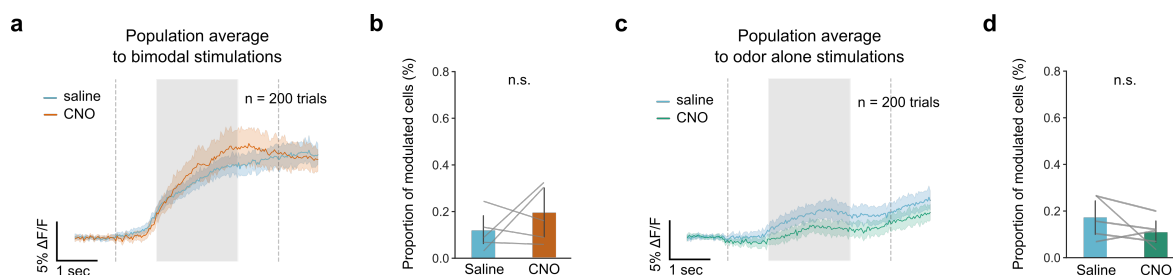 a
Population average
to bimodal stimulations
saline
CNO
n = 200 trials
5% ΔF/F
1 sec
b
Proportion of modulated cells (%)
0.8
0.6
0.4
0.2
0.0
n.s.
Saline
CNO
c
Population average
to odor alone stimulations
saline
CNO
n = 200 trials
5% ΔF/F
1 sec
d
Proportion of modulated cells (%)
0.8
0.6
0.4
0.2
0.0
n.s.
Saline
CNO